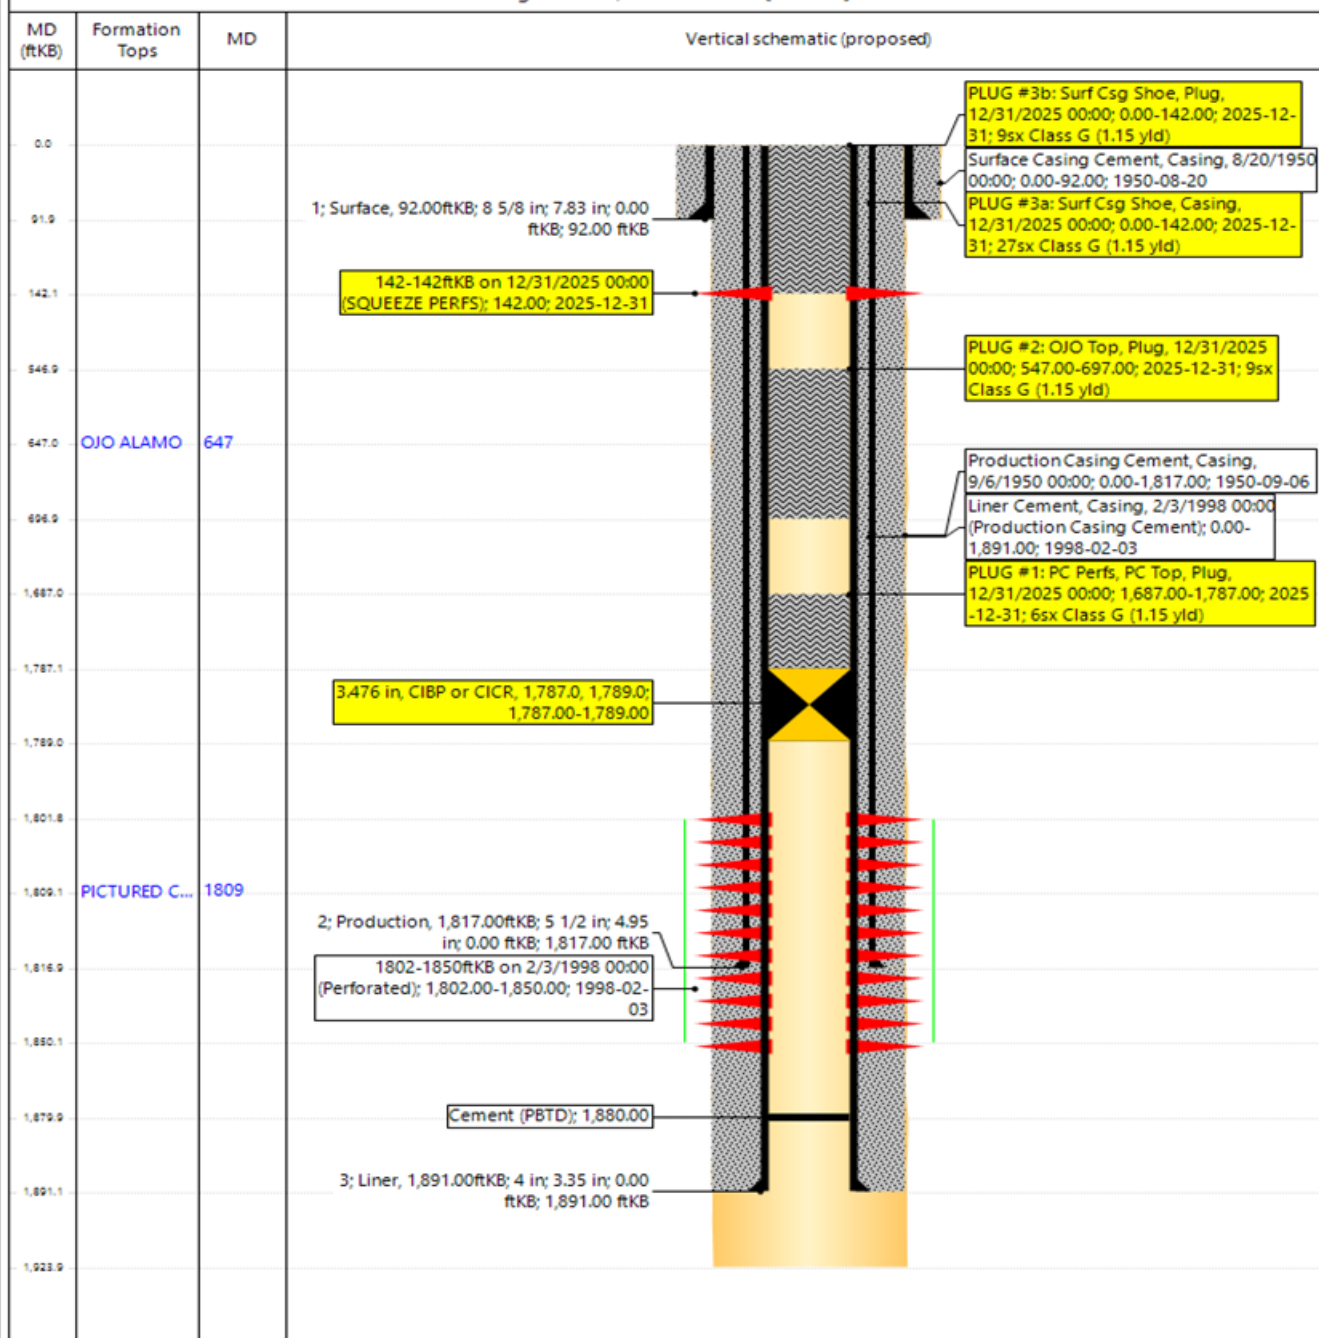 MD
(ftKB)
Formation
Tops
MD
Vertical schematic (proposed)
PLUG #3b: Surf Csg Shoe, Plug,
12/31/2025 00:00; 0.00-142.00; 2025-12-
31; 9sx Class G (1.15 yld)
0.0
Surface Casing Cement, Casing, 8/20/1950
00:00; 0.00-92.00; 1950-08-20
1; Surface, 92.00ftKB; 8 5/8 in; 7.83 in; 0.00
ftKB; 92.00 ftKB
PLUG #3a: Surf Csg Shoe, Casing,
12/31/2025 00:00; 0.00-142.00; 2025-12-
31; 27sx Class G (1.15 yld)
91.9
142-142ftKB on 12/31/2025 00:00
(SQUEEZE PERFS); 142.00; 2025-12-31
142.1
PLUG #2: OJO Top, Plug, 12/31/2025
00:00; 547.00-697.00; 2025-12-31; 9sx
Class G (1.15 yld)
546.9
647.0
OJO ALAMO
647
Production Casing Cement, Casing,
9/6/1950 00:00; 0.00-1,817.00; 1950-09-06
Liner Cement, Casing, 2/3/1998 00:00
(Production Casing Cement); 0.00-
1,891.00; 1998-02-03
696.9
PLUG #1: PC Perfs, PC Top, Plug,
12/31/2025 00:00; 1,687.00-1,787.00; 2025
-12-31; 6sx Class G (1.15 yld)
1,687.0
1,787.1
3.476 in, CIBP or CICR, 1,787.0, 1,789.0;
1,787.00-1,789.00
1,789.0
1,801.8
1,809.1
PICTURED C...
1809
2; Production, 1,817.00ftKB; 5 1/2 in; 4.95
in; 0.00 ftKB; 1,817.00 ftKB
1,816.9
1802-1850ftKB on 2/3/1998 00:00
(Perforated); 1,802.00-1,850.00; 1998-02-
03
1,850.1
1,879.9
Cement (PBTD); 1,880.00
3; Liner, 1,891.00ftKB; 4 in; 3.35 in; 0.00
ftKB; 1,891.00 ftKB
1,891.1
1,923.9